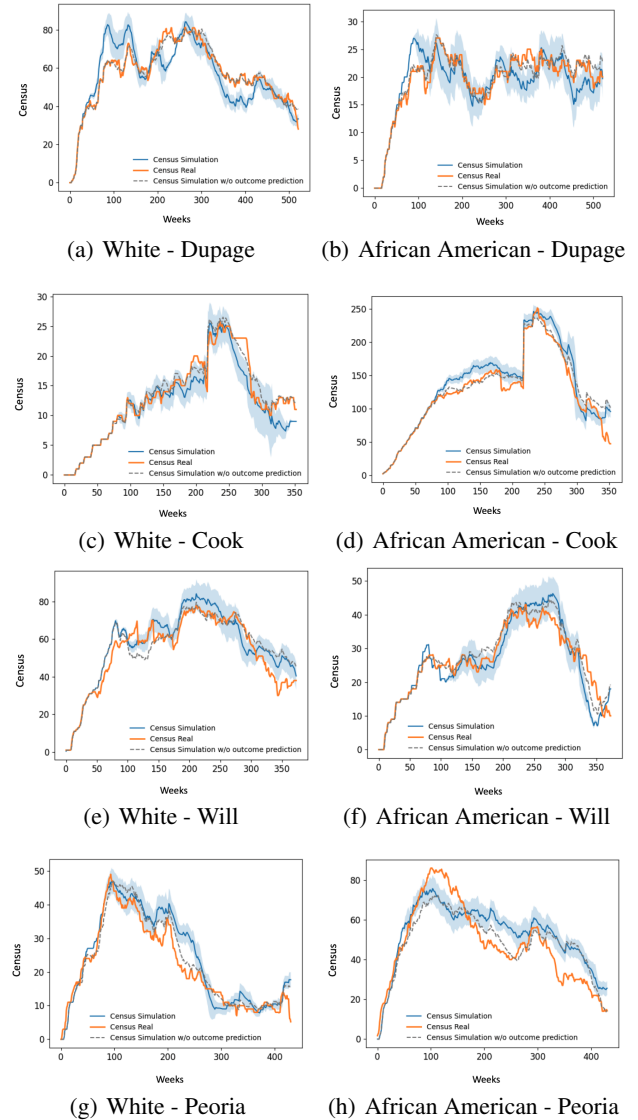 80
60
40
20
0
Census
Census Simulation
Census Real
Census Simulation w/o outcome prediction
0 100 200 300 400 500
Weeks
(a) White - Dupage
30
25
20
15
10
5
0
Census
Census Simulation
Census Real
Census Simulation w/o outcome prediction
0 100 200 300 400 500
Weeks
(b) African American - Dupage
30
25
20
15
10
5
0
Census
Census Simulation
Census Real
Census Simulation w/o outcome prediction
0 50 100 150 200 250 300 350
Weeks
(c) White - Cook
250
200
150
100
50
0
Census
Census Simulation
Census Real
Census Simulation w/o outcome prediction
0 50 100 150 200 250 300 350
Weeks
(d) African American - Cook
80
60
40
20
0
Census
Census Simulation
Census Real
Census Simulation w/o outcome prediction
0 50 100 150 200 250 300 350
Weeks
(e) White - Will
50
40
30
20
10
0
Census
Census Simulation
Census Real
Census Simulation w/o outcome prediction
0 50 100 150 200 250 300 350
Weeks
(f) African American - Will
50
40
30
20
10
0
Census
Census Simulation
Census Real
Census Simulation w/o outcome prediction
0 100 200 300 400
Weeks
(g) White - Peoria
80
60
40
20
0
Census
Census Simulation
Census Real
Census Simulation w/o outcome prediction
0 100 200 300 400
Weeks
(h) African American - Peoria